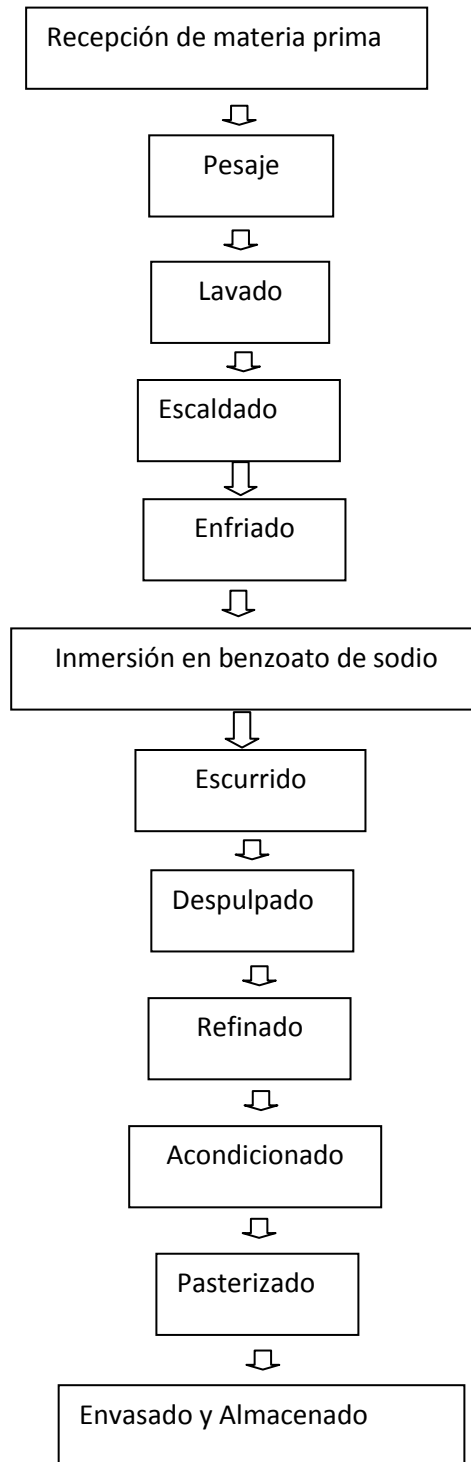 Recepción de materia prima
Pesaje
Lavado
Escaldado
Enfriado
Inmersión en benzoato de sodio
Escurrido
Despulpado
Refinado
Acondicionado
Pasterizado
Envasado y Almacenado